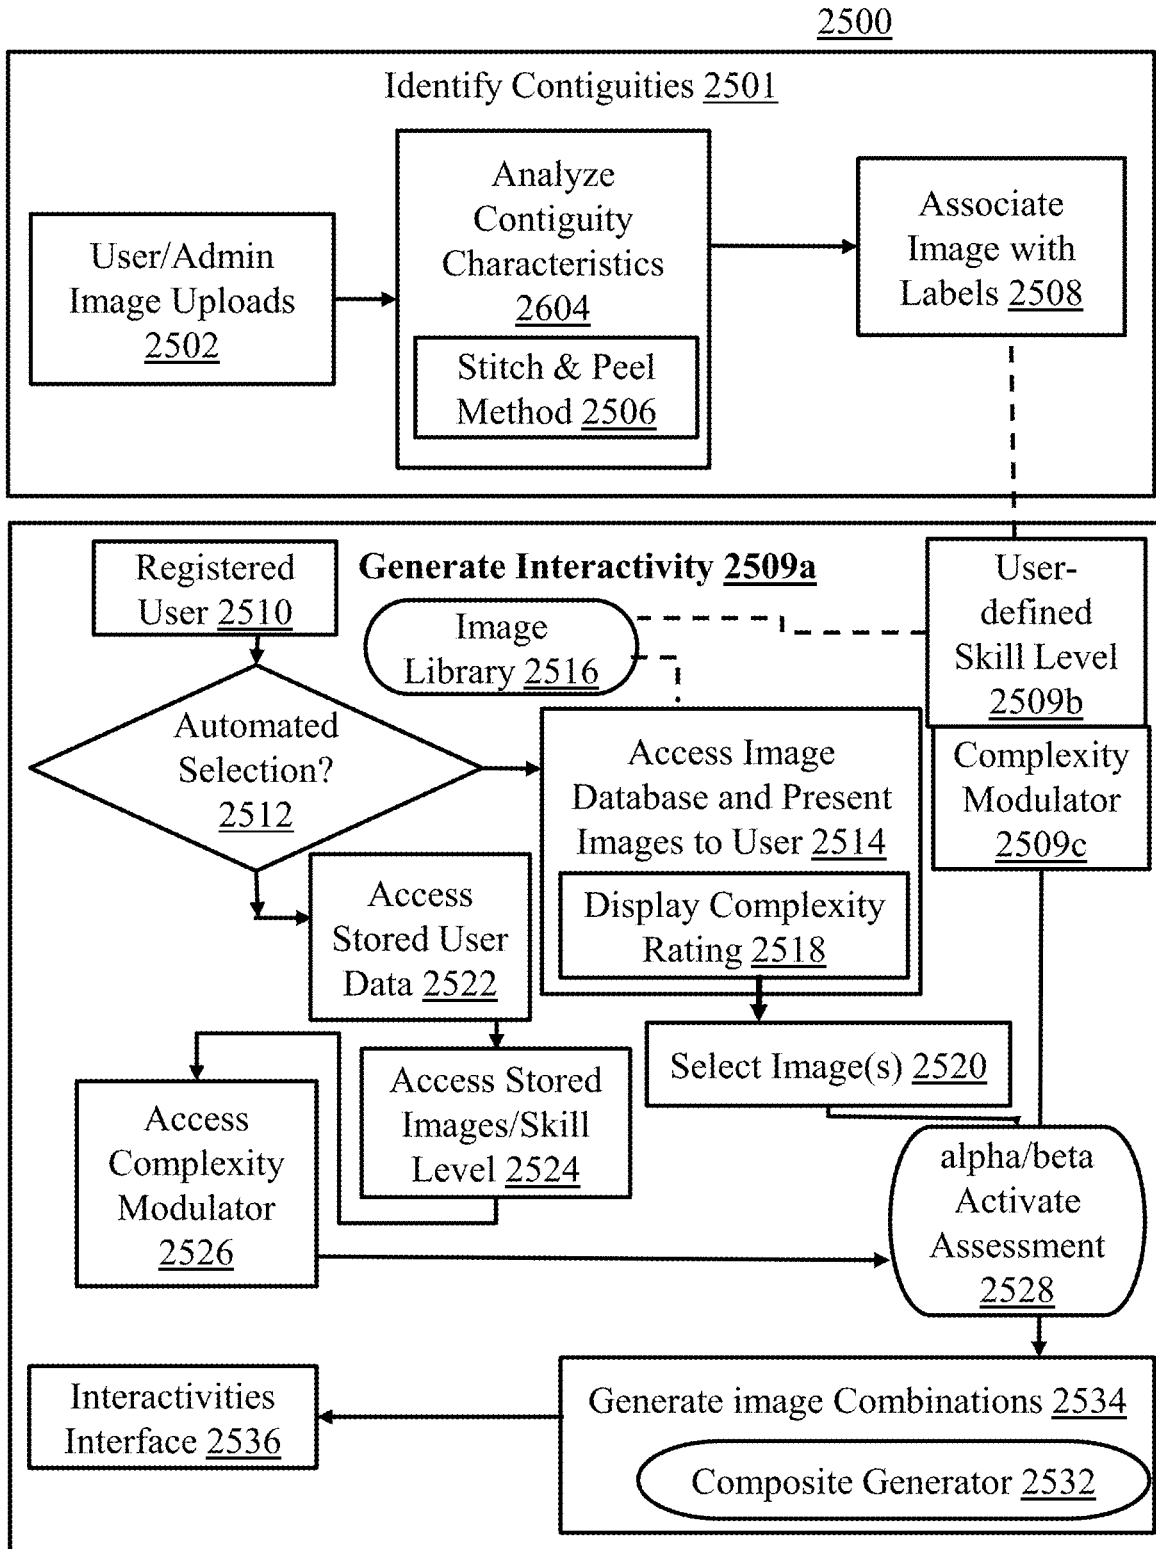 2500
Identify Contiguities 2501
User/Admin
Image Uploads
2502
Analyze
Contiguity
Characteristics
2604
Stitch & Peel
Method 2506
Associate
Image with
Labels 2508
Registered
User 2510
Generate Interactivity 2509a
Image
Library 2516
User-
defined
Skill Level
2509b
Complexity
Modulator
2509c
Automated
Selection?
2512
Access Image
Database and Present
Images to User 2514
Display Complexity
Rating 2518
Access
Stored User
Data 2522
Select Image(s) 2520
Access Stored
Images/Skill
Level 2524
Access
Complexity
Modulator
2526
alpha/beta
Activate
Assessment
2528
Generate image Combinations 2534
Composite Generator 2532
Interactivities
Interface 2536